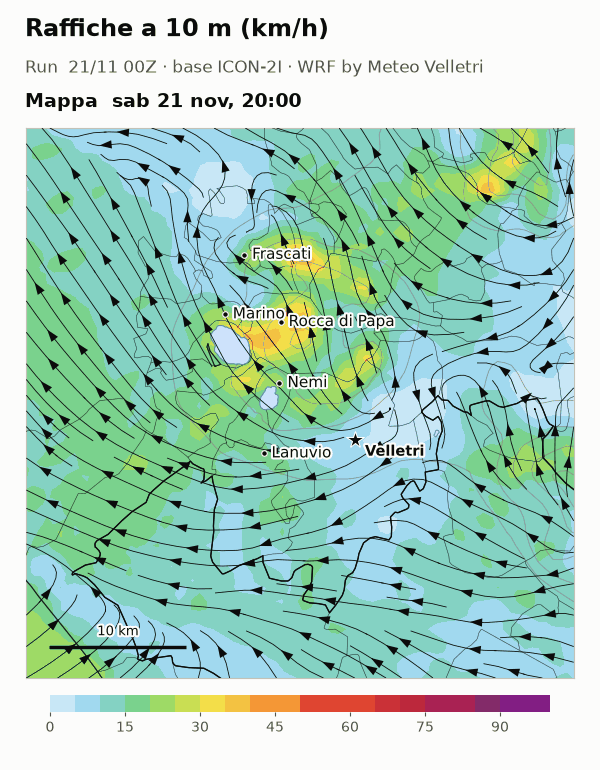 Raffiche a 10 m (km/h)
Run 21/11 00Z · base ICON-2I · WRF by Meteo Velletri
Mappa sab 21 nov, 20:00
Frascati
Marino
Rocca di Papa
Nemi
Velletri
Lanuvio
10 km
0 15 30 45 60 75 90